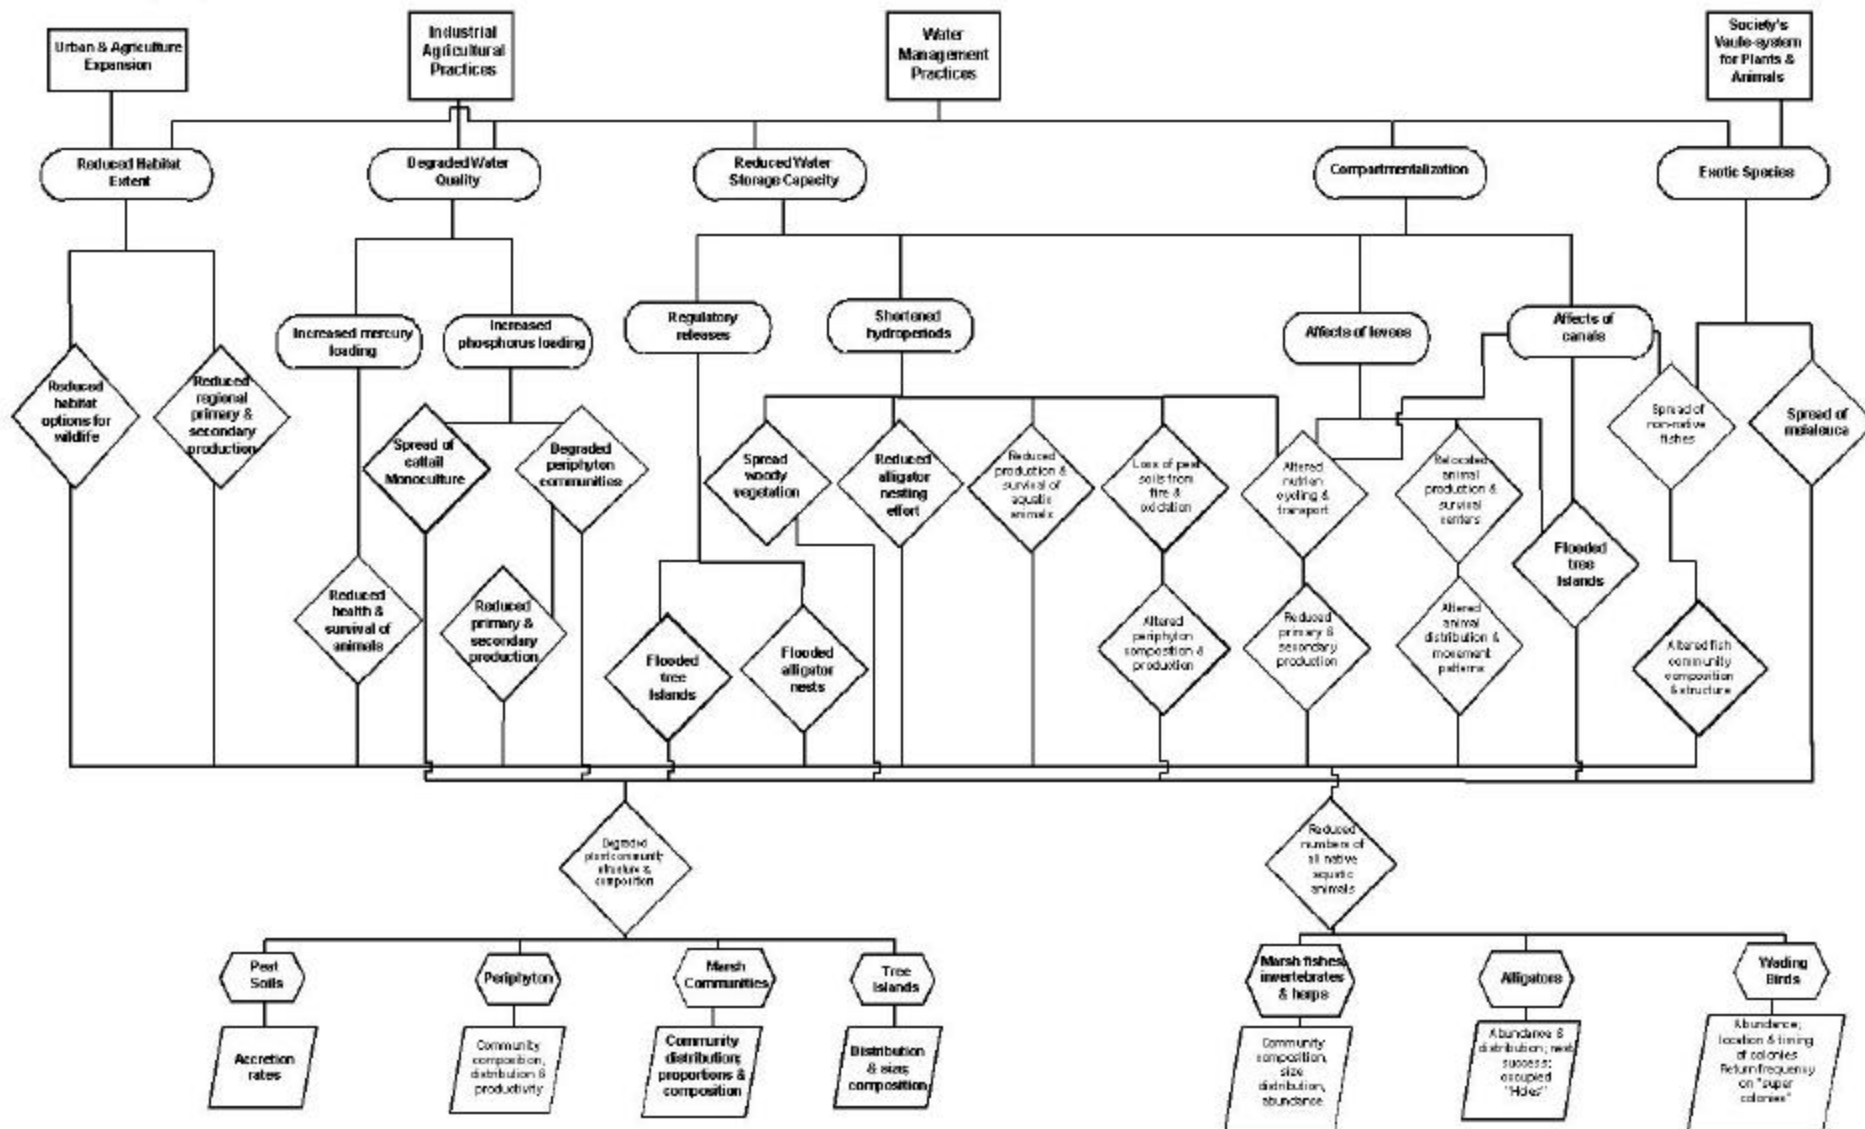 Urban & Agriculture
Expansion
Industrial
Agricultural
Practices
Water
Management
Practices
Society's
Vaule-system
for Plants &
Animals
Reduced Habitat
Extent
Degraded Water
Quality
Reduced Water
Storage Capacity
Compartmentalization
Exotic Species
Increased mercury
loading
Increased
phosphorus loading
Regulatory
releases
Shortened
hydroperiods
Affects of levees
Affects of
canals
Reduced
habitat
options for
wildlife
Reduced
regional
primary &
secondary
production
Spread of
cattail
Monoculture
Degraded
periphyton
communities
Spread
woody
vegetation
Reduced
alligator
nesting
effort
Reduced
production &
survival of
aquatic
animals
Loss of peat
soils from
fire &
oxidation
Altered
nutrien
cycling &
transport
Relocated
animal
production &
survival
centers
Flooded
tree
Islands
Spread of
non-native
fishes
Spread of
melaleuca
Reduced
health &
survival of
animals
Reduced
primary &
secondary
production
Flooded
tree
Islands
Flooded
alligator
nests
Altered
periphyton
composition &
production
Reduced
primary &
secondary
production
Altered
animal
distribution &
movement
patterns
Altered fish
community
composition
& structure
Degraded
plant communit
structure &
composition
Reduced
numbers of
all native
aquatic
animals
Peat
Soils
Periphyton
Marsh
Communities
Tree
Islands
Marsh fishes
invertebrates
& herps
Alligators
Wading
Birds
Accretion
rates
Community
composition,
distribution &
productivity
Community
distribution;
proportions &
composition
Distribution
& size;
composition
Community
composition,
size
distribution,
abundance
Abundance &
distribution; nest
success;
occupied
"Holes"
Abundance;
location & timing
of colonies
Return frequency
on "super
colonies"